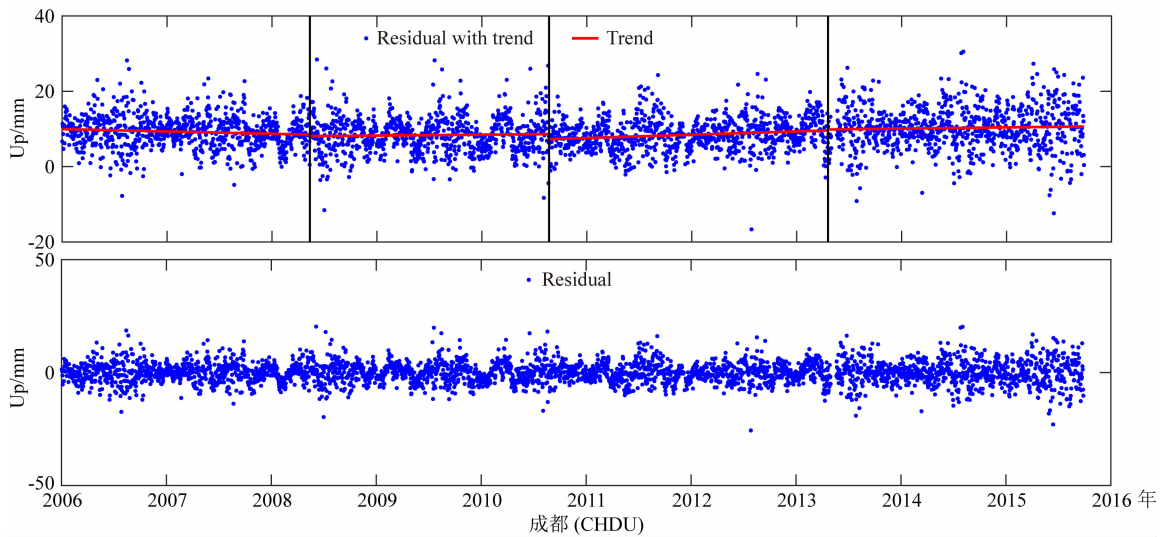 40
Residual with trend
Trend
20
Up/mm
0
-20
50
Residual
Up/mm
0
-50
2006 2007 2008 2009 2010 2011 2012 2013 2014 2015 2016 年
成都 (CHDU)